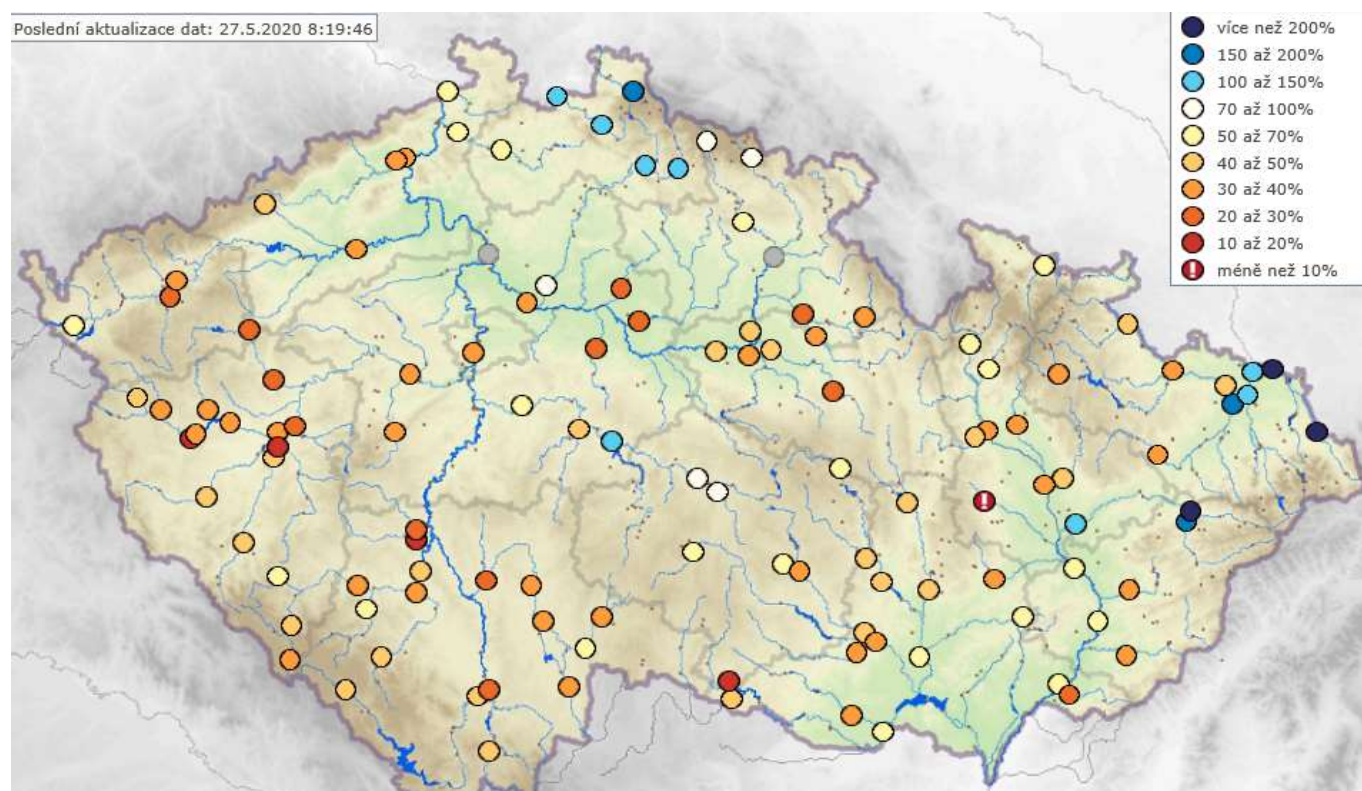 Poslední aktualizace dat: 27.5.2020 8:19:46
více než 200%
150 až 200%
100 až 150%
70 až 100%
50 až 70%
40 až 50%
30 až 40%
20 až 30%
10 až 20%
! méně než 10%
!